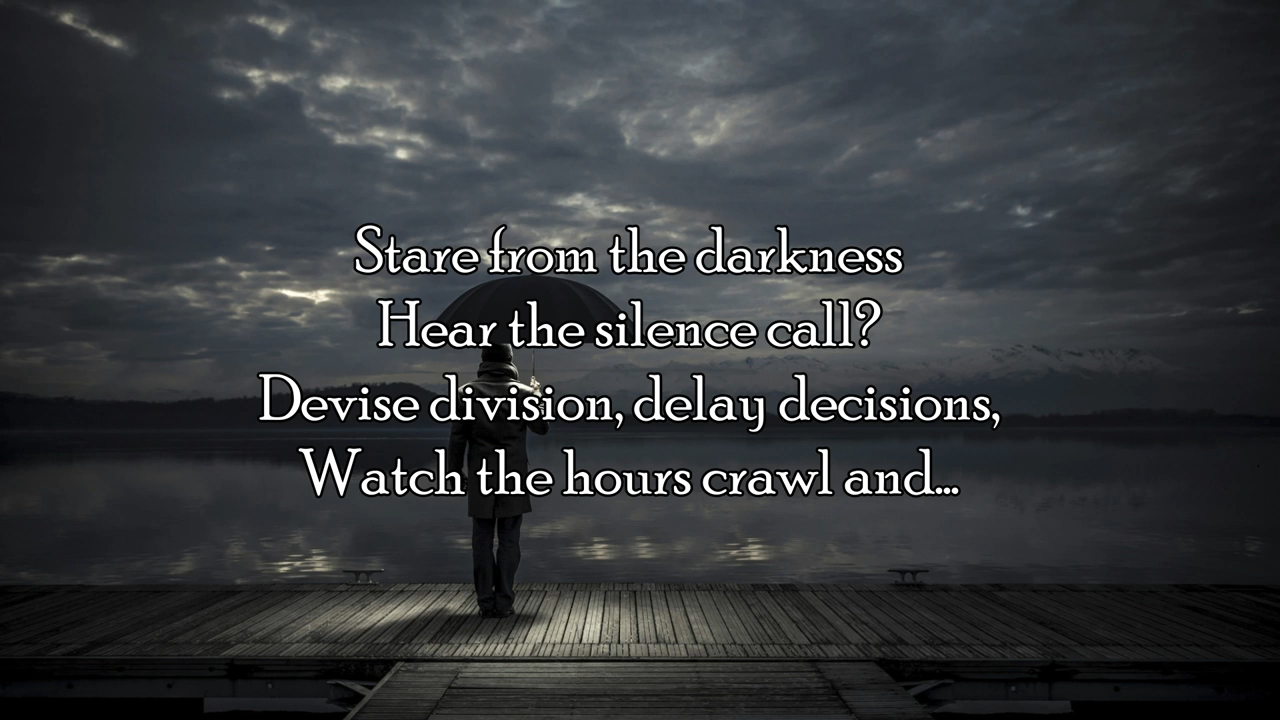 Stare from the darkness
Hear the silence call?
Devise division, delay decisions,
Watch the hours crawl and...